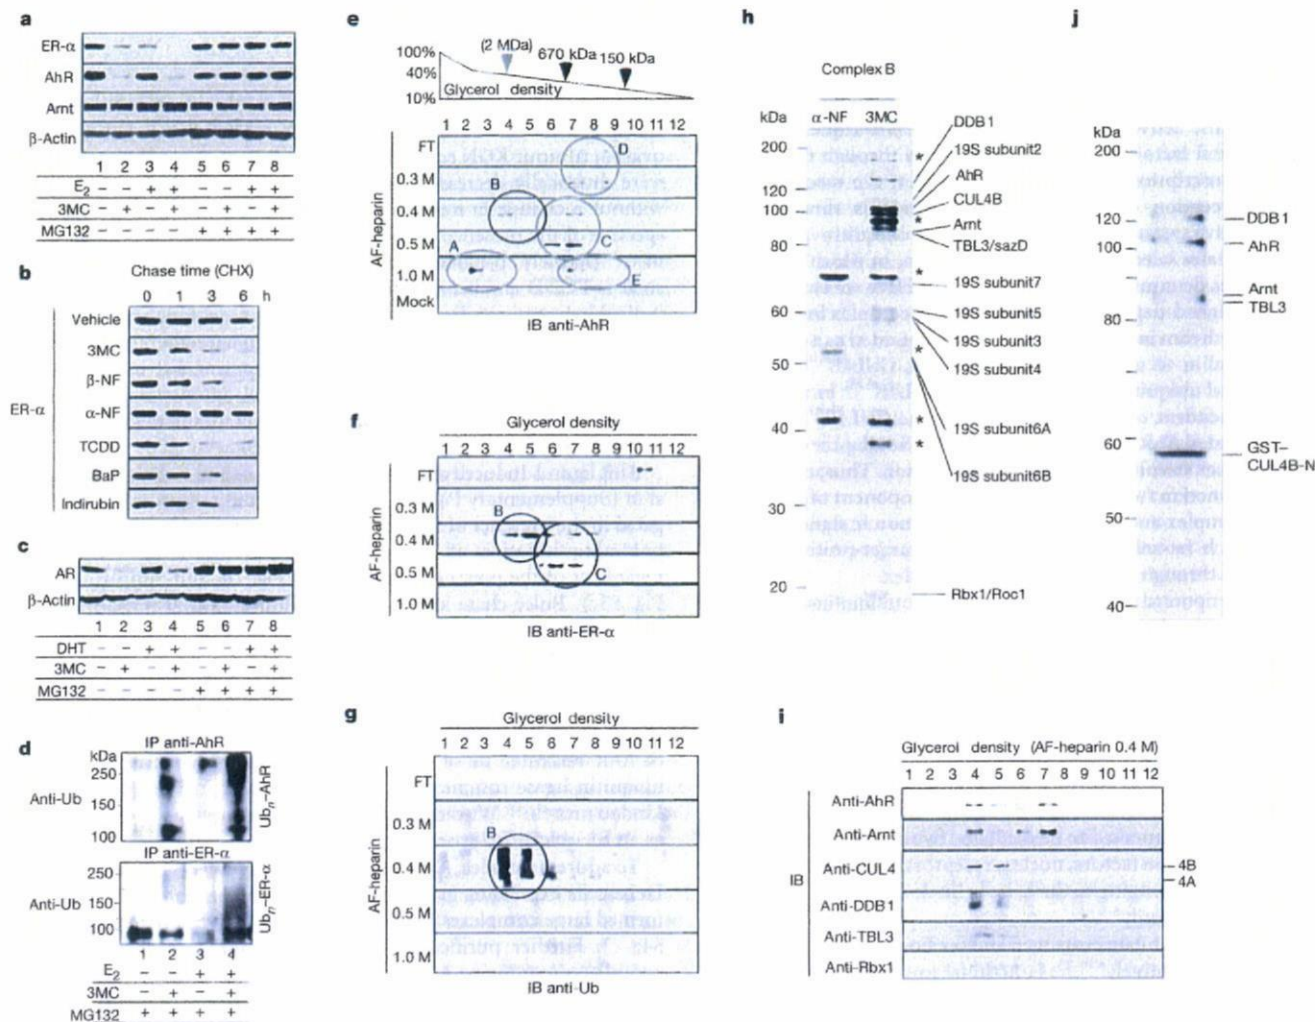 a
ER-α
AhR
Arnt
β-Actin
1 2 3 4 5 6 7 8
E2 – – + + – – + +
3MC – + – + – + – +
MG132 – – – – + + + +
b
Chase time (CHX)
0 1 3 6 h
ER-α
Vehicle
3MC
β-NF
α-NF
TCDD
BaP
Indirubin
c
AR
β-Actin
1 2 3 4 5 6 7 8
DHT – – + + – – + +
3MC – + – + – + – +
MG132 – – – – + + + +
d
IP anti-AhR
kDa
250
150
100
Anti-Ub
Ubn–AhR
IP anti-ER-α
250
150
100
Anti-Ub
Ubn–ER-α
1 2 3 4
E2 – – + +
3MC – + – +
MG132 + + + +
e
100%
40%
10%
(2 MDa)
670 kDa
150 kDa
Glycerol density
1 2 3 4 5 6 7 8 9 10 11 12
AF-heparin
FT
0.3 M
0.4 M
0.5 M
1.0 M
Mock
D
B
A
C
E
IB anti-AhR
f
Glycerol density
1 2 3 4 5 6 7 8 9 10 11 12
AF-heparin
FT
0.3 M
0.4 M
0.5 M
1.0 M
B
C
IB anti-ER-α
g
Glycerol density
1 2 3 4 5 6 7 8 9 10 11 12
AF-heparin
FT
0.3 M
0.4 M
0.5 M
1.0 M
B
IB anti-Ub
h
Complex B
kDa
α-NF 3MC
200
120
100
80
60
50
40
30
20
*
*
*
*
*
*
DDB1
19S subunit2
AhR
CUL4B
Arnt
TBL3/sazD
19S subunit7
19S subunit5
19S subunit3
19S subunit4
19S subunit6A
19S subunit6B
Rbx1/Roc1
j
kDa
200
120
100
80
60
50
40
DDB1
AhR
Arnt
TBL3
GST–
CUL4B-N
i
Glycerol density (AF-heparin 0.4 M)
1 2 3 4 5 6 7 8 9 10 11 12
IB
Anti-AhR
Anti-Arnt
Anti-CUL4
4B
4A
Anti-DDB1
Anti-TBL3
Anti-Rbx1